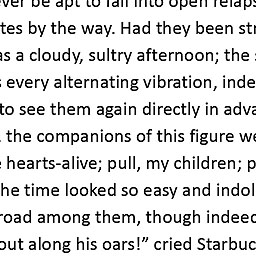 ever be apt to fall into open relaps
tes by the way. Had they been str
as a cloudy, sultry afternoon; the s
every alternating vibration, inde
to see them again directly in adva
the companions of this figure we
hearts-alive; pull, my children; p
he time looked so easy and indol
road among them, though indeed
out along his oars!” cried Starbuc